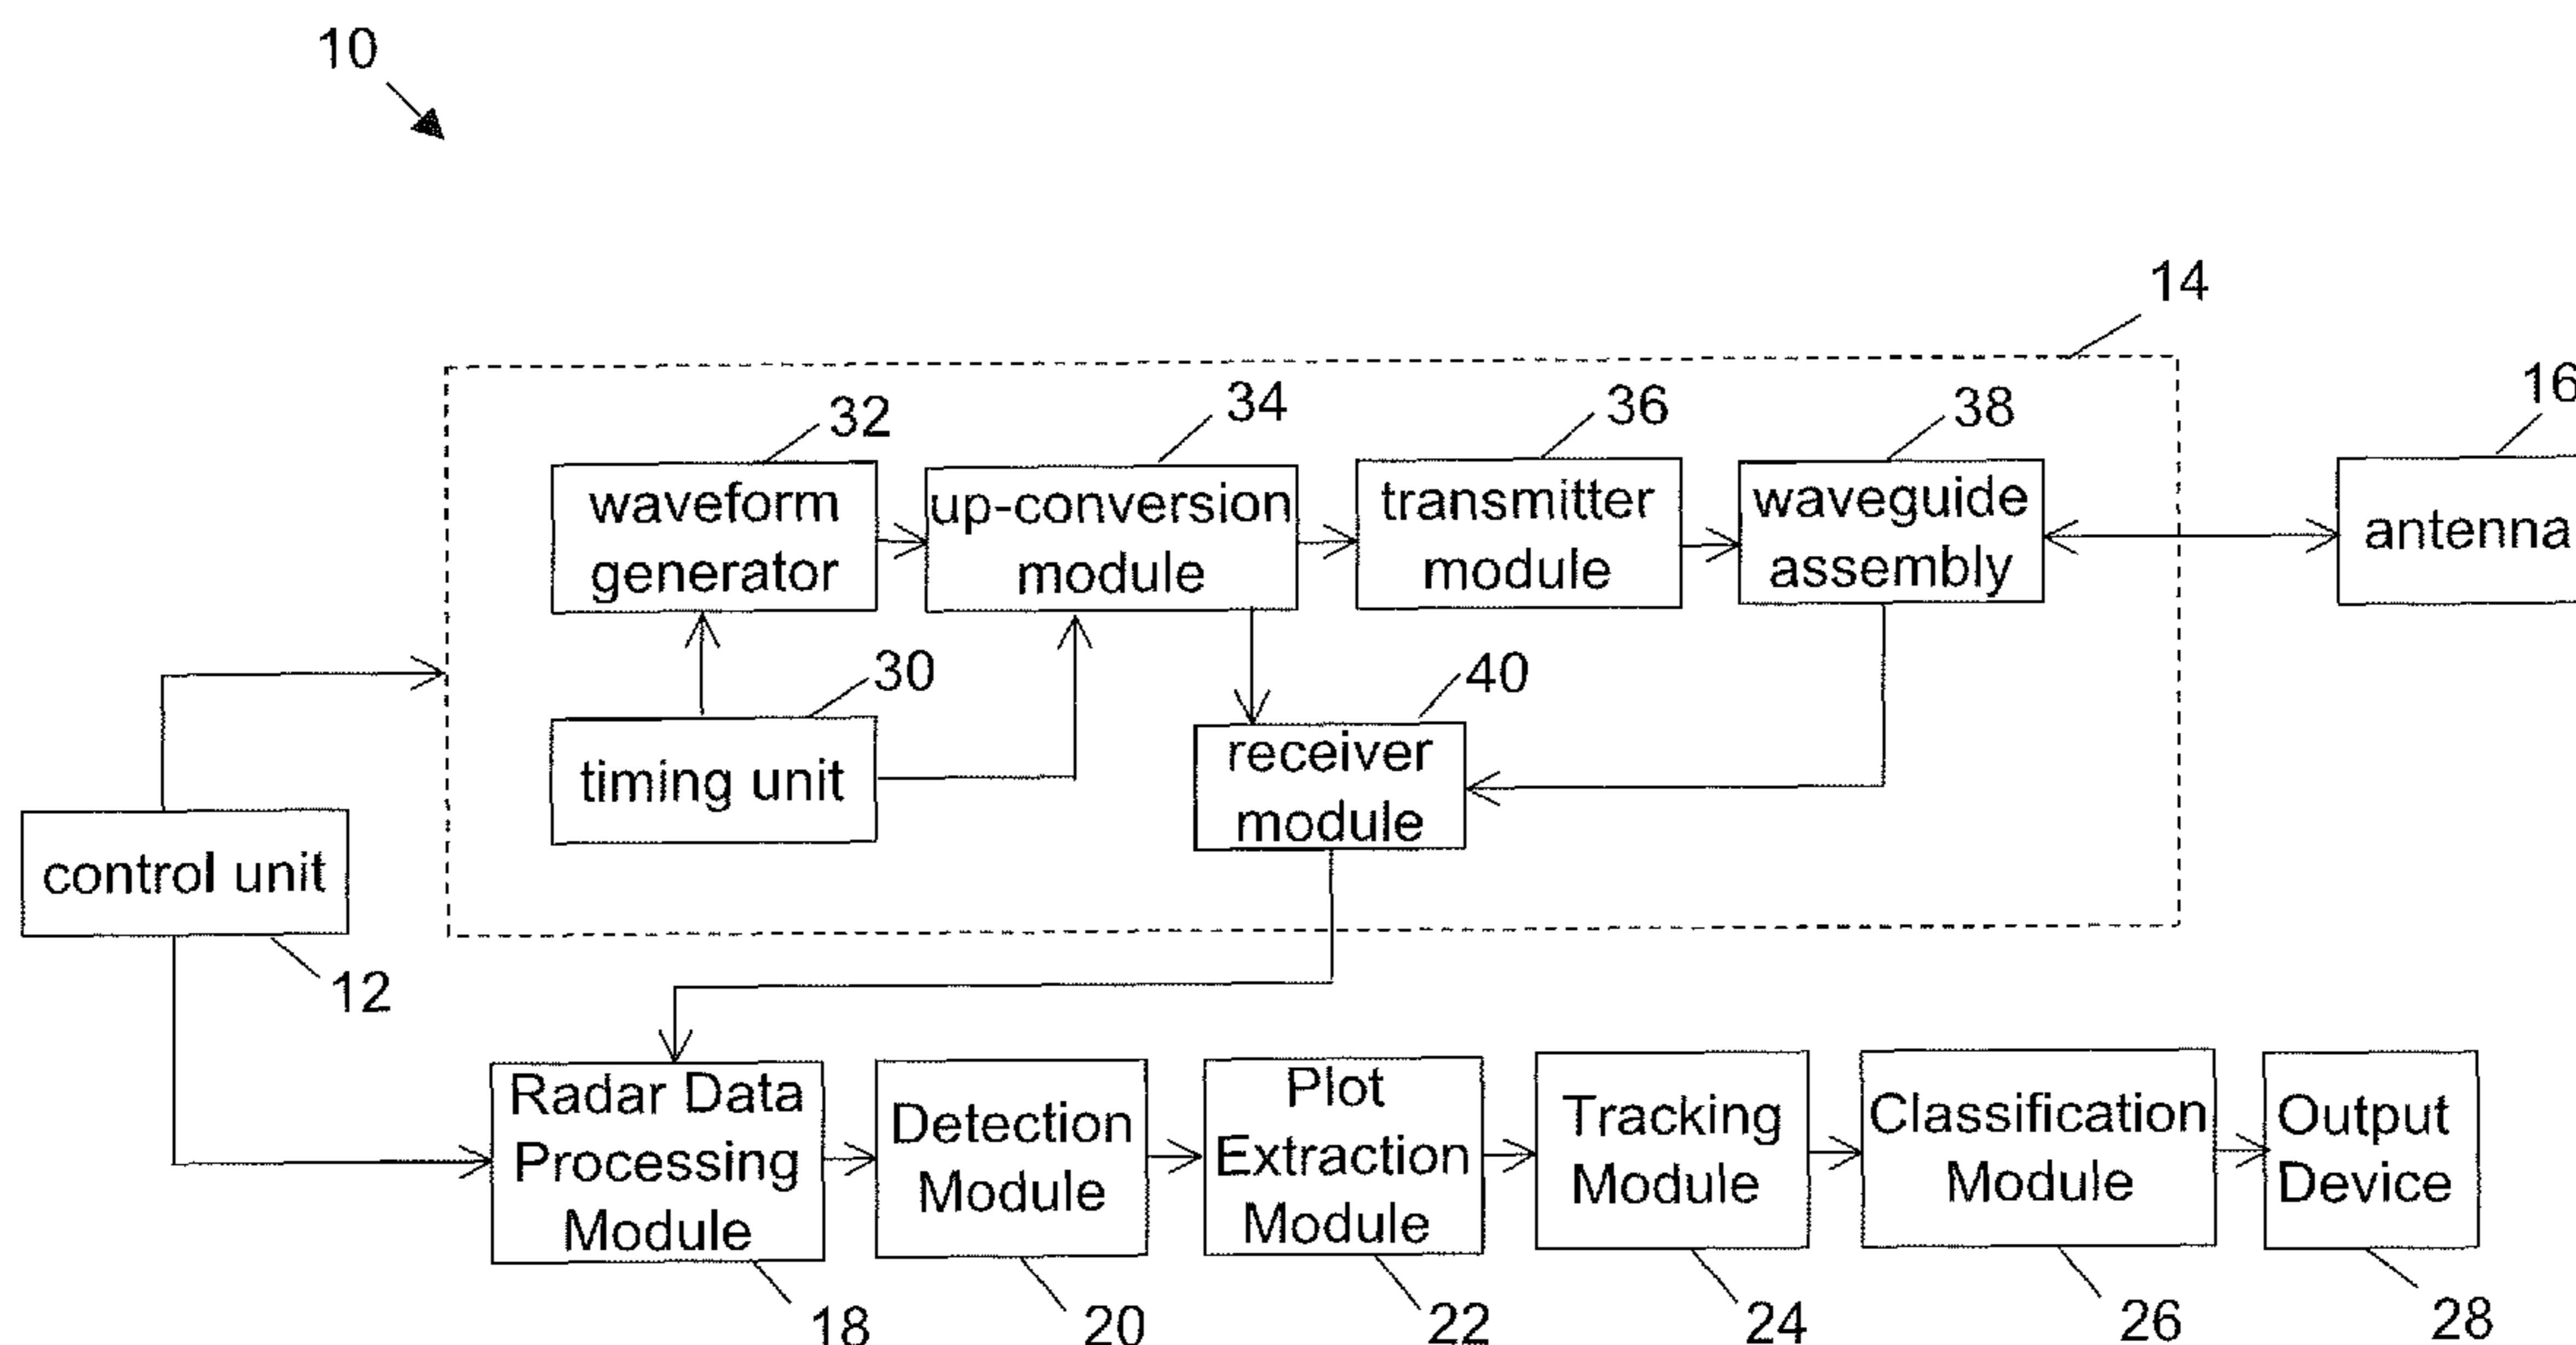 10
14
16
32
34
36
38
waveform
generator
up-conversion
module
transmitter
module
waveguide
assembly
antenna
30
40
timing unit
receiver
module
control unit
12
Radar Data
Processing
Module
Detection
Module
Plot
Extraction
Module
Tracking
Module
Classification
Module
Output
Device
18
20
22
24
26
28